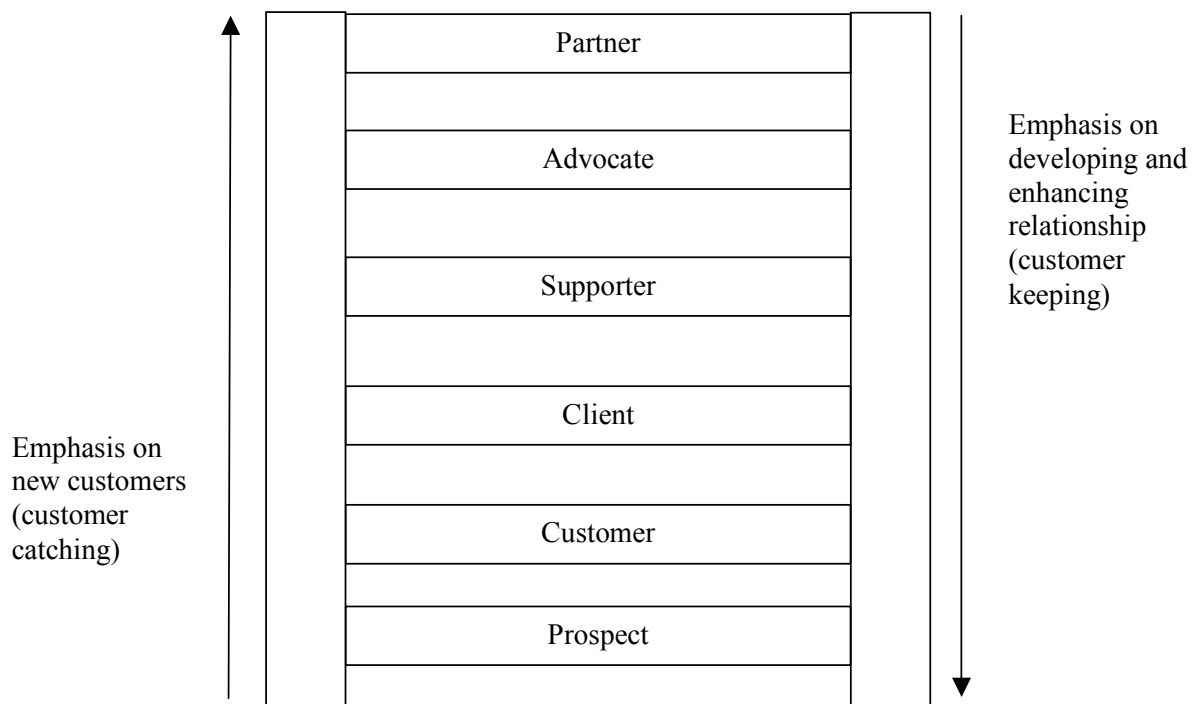 Partner
Advocate
Supporter
Client
Customer
Prospect
Emphasis on
new customers
(customer
catching)
Emphasis on
developing and
enhancing
relationship
(customer
keeping)